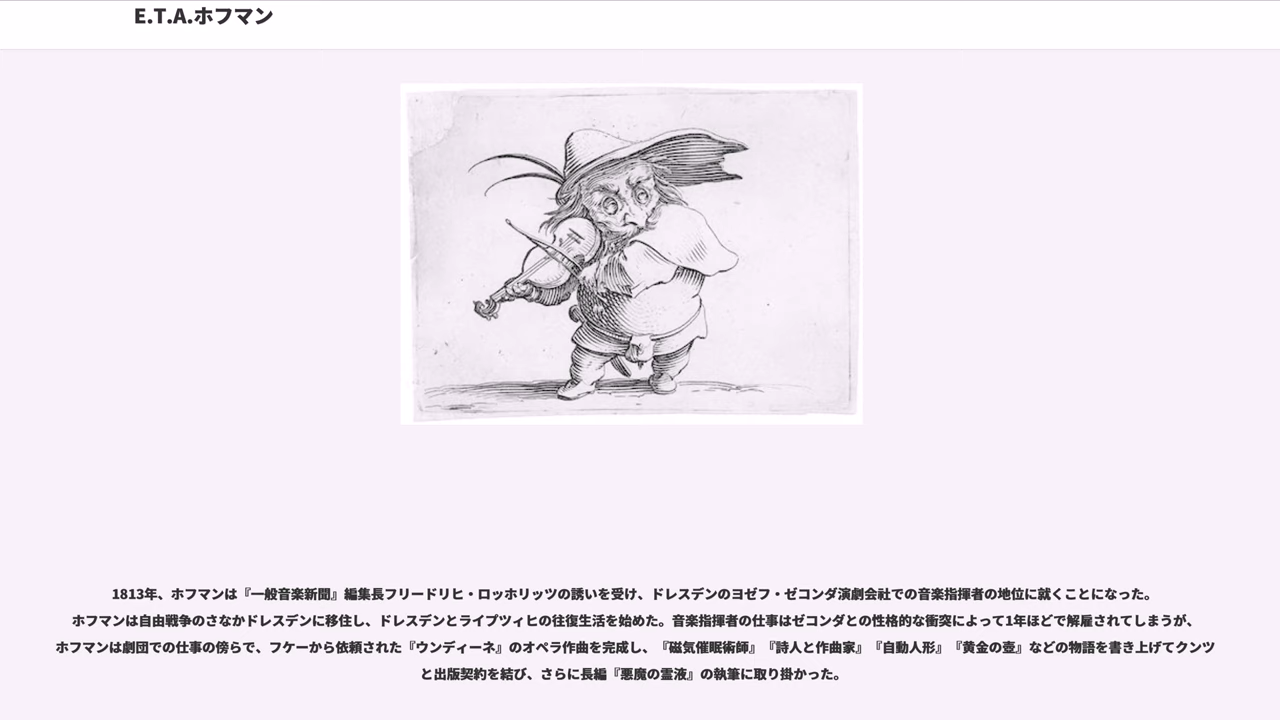 E.T.A.ホフマン
1813年、ホフマンは『一般音楽新聞』編集長フリードリヒ・ロッホリッツの誘いを受け、ドレスデンのヨゼフ・ゼコンダ演劇会社での音楽指揮者の地位に就くことになった。
ホフマンは自由戦争のさなかドレスデンに移住し、ドレスデンとライプツィヒの往復生活を始めた。音楽指揮者の仕事はゼコンダとの性格的な衝突によって1年ほどで解雇されてしまうが、
ホフマンは劇団での仕事の傍らで、フケーから依頼された『ウンディーネ』のオペラ作曲を完成し、『磁気催眠術師』『詩人と作曲家』『自動人形』『黄金の壺』などの物語を書き上げてクンツ
と出版契約を結び、さらに長編『悪魔の霊液』の執筆に取り掛かった。